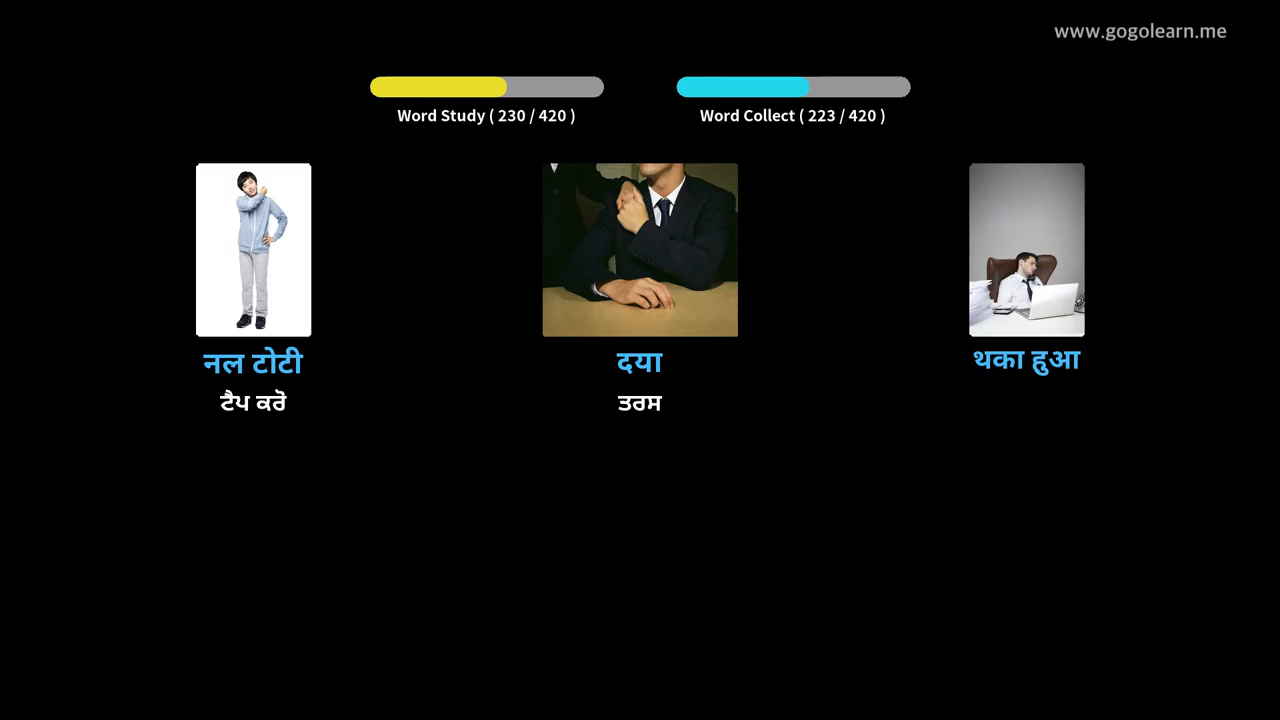 www.gogolearn.me
Word Study ( 230 / 420 )
Word Collect ( 223 / 420 )
नल टोटी
दया
थका हुआ
ਟੈਪ ਕਰੋ
ਤਰਸ